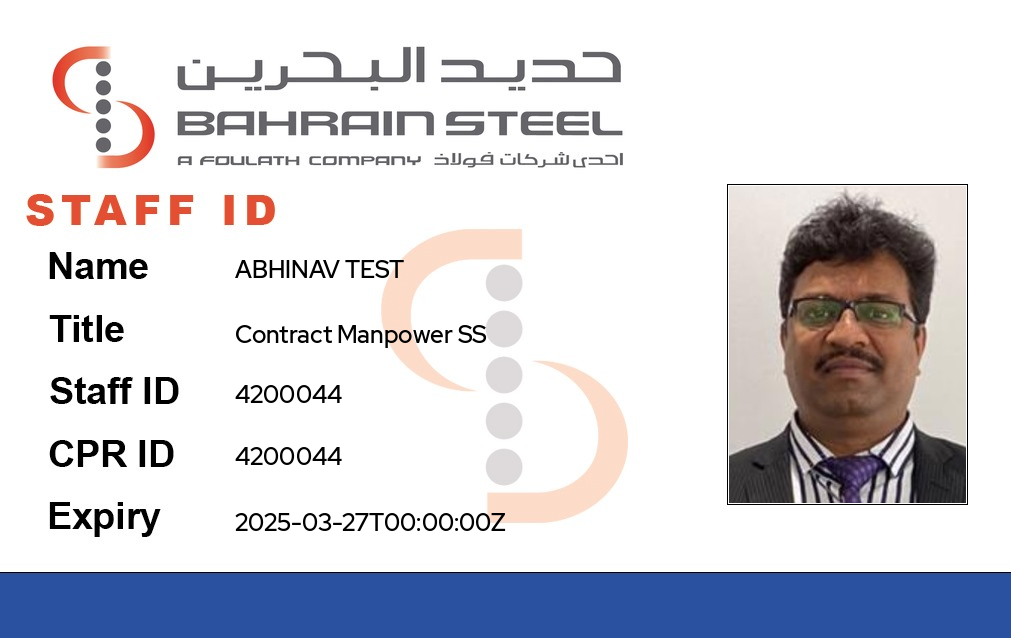 حديد البحرين
BAHRAIN STEEL
A FOULATH COMPANY احدى شركات فولاذ
STAFF ID
Name ABHINAV TEST
Title Contract Manpower SS
Staff ID 4200044
CPR ID 4200044
Expiry 2025-03-27T00:00:00Z